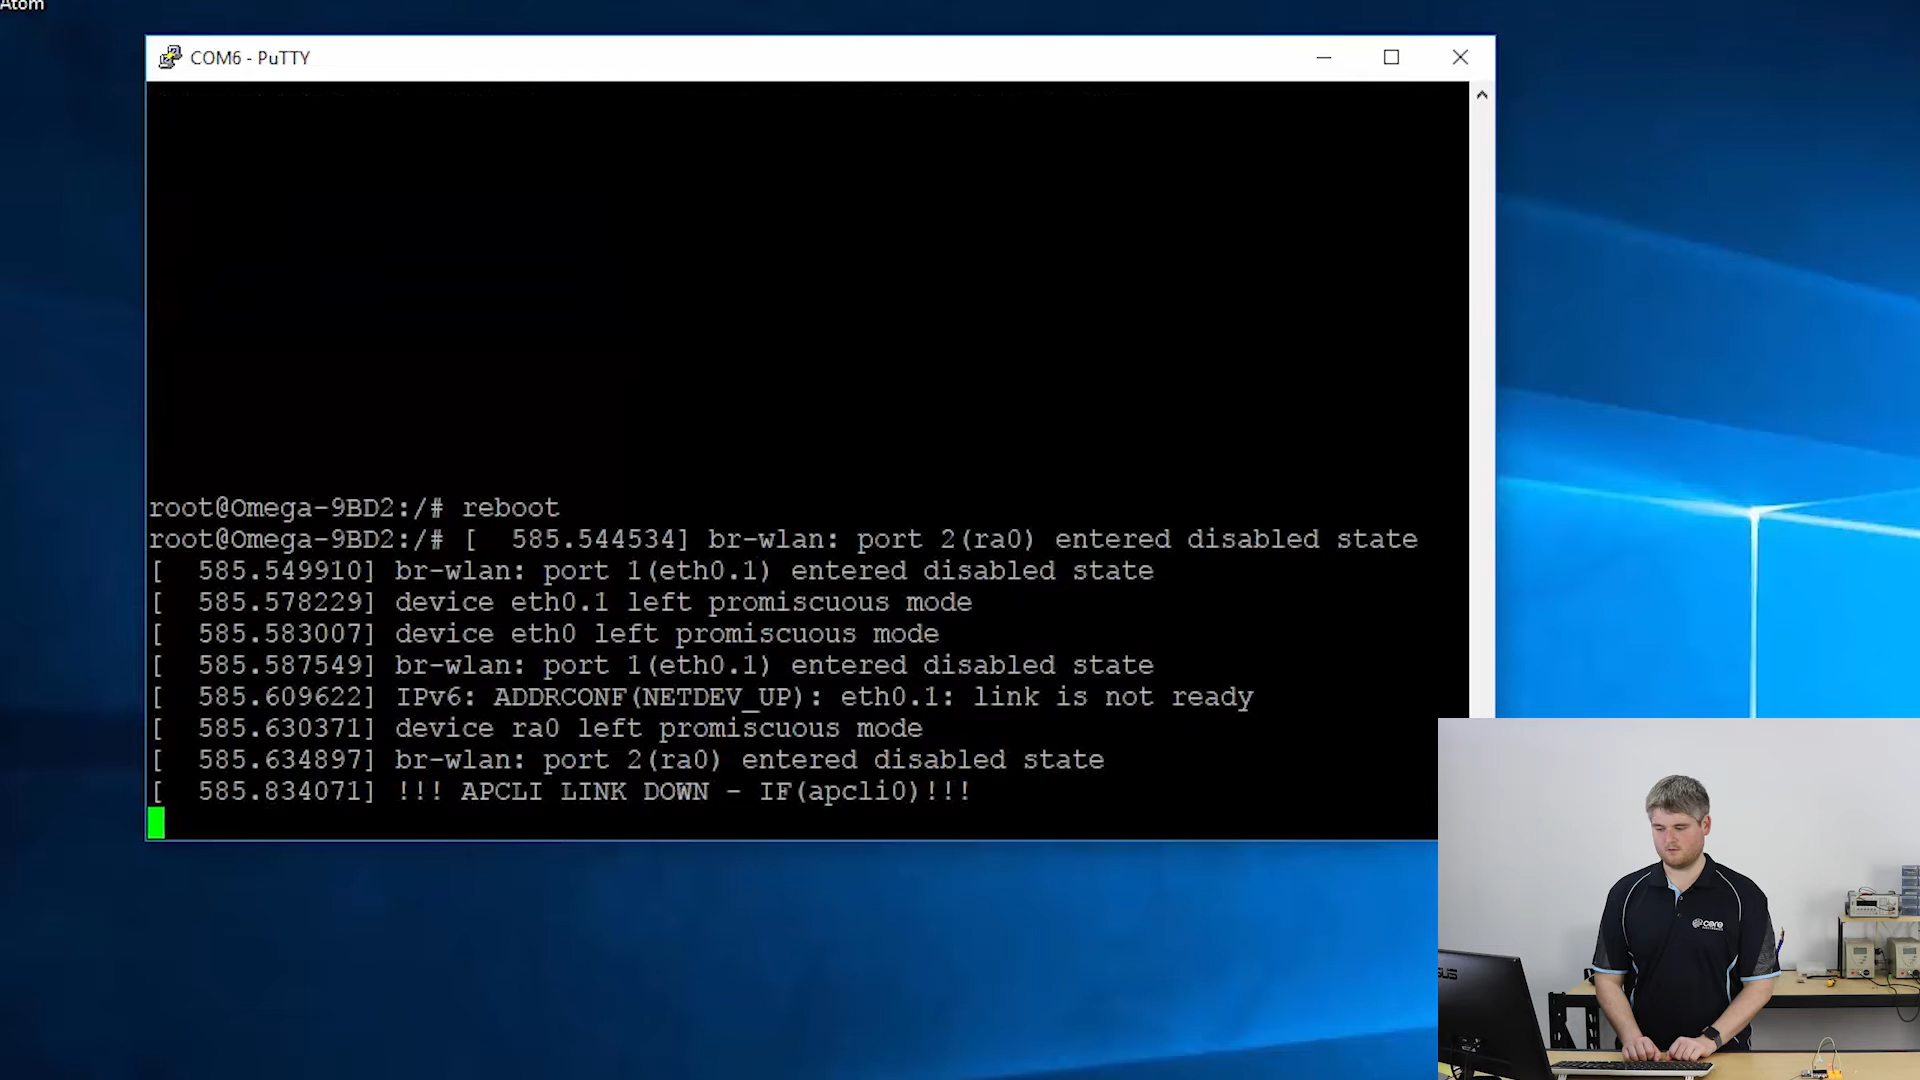 Atom
COM6 - PuTTY
root@Omega-9BD2:/# reboot
root@Omega-9BD2:/# [  585.544534] br-wlan: port 2(ra0) entered disabled state
[  585.549910] br-wlan: port 1(eth0.1) entered disabled state
[  585.578229] device eth0.1 left promiscuous mode
[  585.583007] device eth0 left promiscuous mode
[  585.587549] br-wlan: port 1(eth0.1) entered disabled state
[  585.609622] IPv6: ADDRCONF(NETDEV_UP): eth0.1: link is not ready
[  585.630371] device ra0 left promiscuous mode
[  585.634897] br-wlan: port 2(ra0) entered disabled state
[  585.834071] !!! APCLI LINK DOWN - IF(apcli0)!!!
core